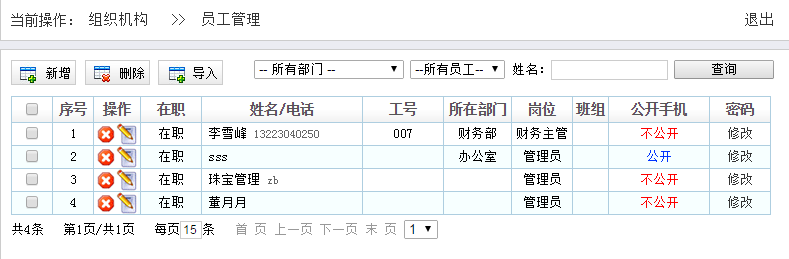 当前操作： 组织机构 >> 员工管理 退出
新增 删除 导入 -- 所有部门 -- --所有员工-- 姓名： 查询
序号 操作 在职 姓名/电话 工号 所在部门 岗位 班组 公开手机 密码
1 在职 李雪峰 13223040250 007 财务部 财务主管 不公开 修改
2 在职 sss 办公室 管理员 公开 修改
3 在职 珠宝管理 zb 管理员 不公开 修改
4 在职 董月月 管理员 不公开 修改
共4条 第1页/共1页 每页15条 首 页 上一页 下一页 末 页 1